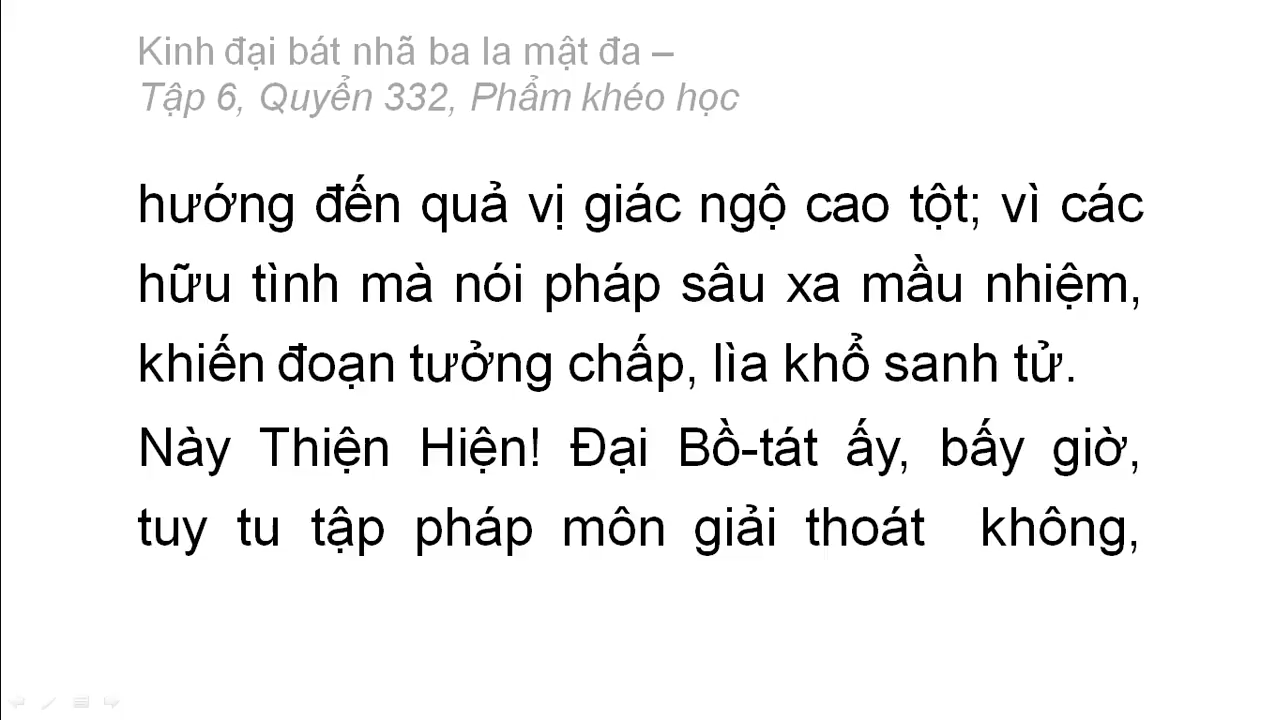 Kinh đại bát nhã ba la mật đa –
Tập 6, Quyển 332, Phẩm khéo học
hướng đến quả vị giác ngộ cao tột; vì các
hữu tình mà nói pháp sâu xa mầu nhiệm,
khiến đoạn tưởng chấp, lìa khổ sanh tử.
Này Thiện Hiện! Đại Bồ-tát ấy, bấy giờ,
tuy tu tập pháp môn giải thoát không,